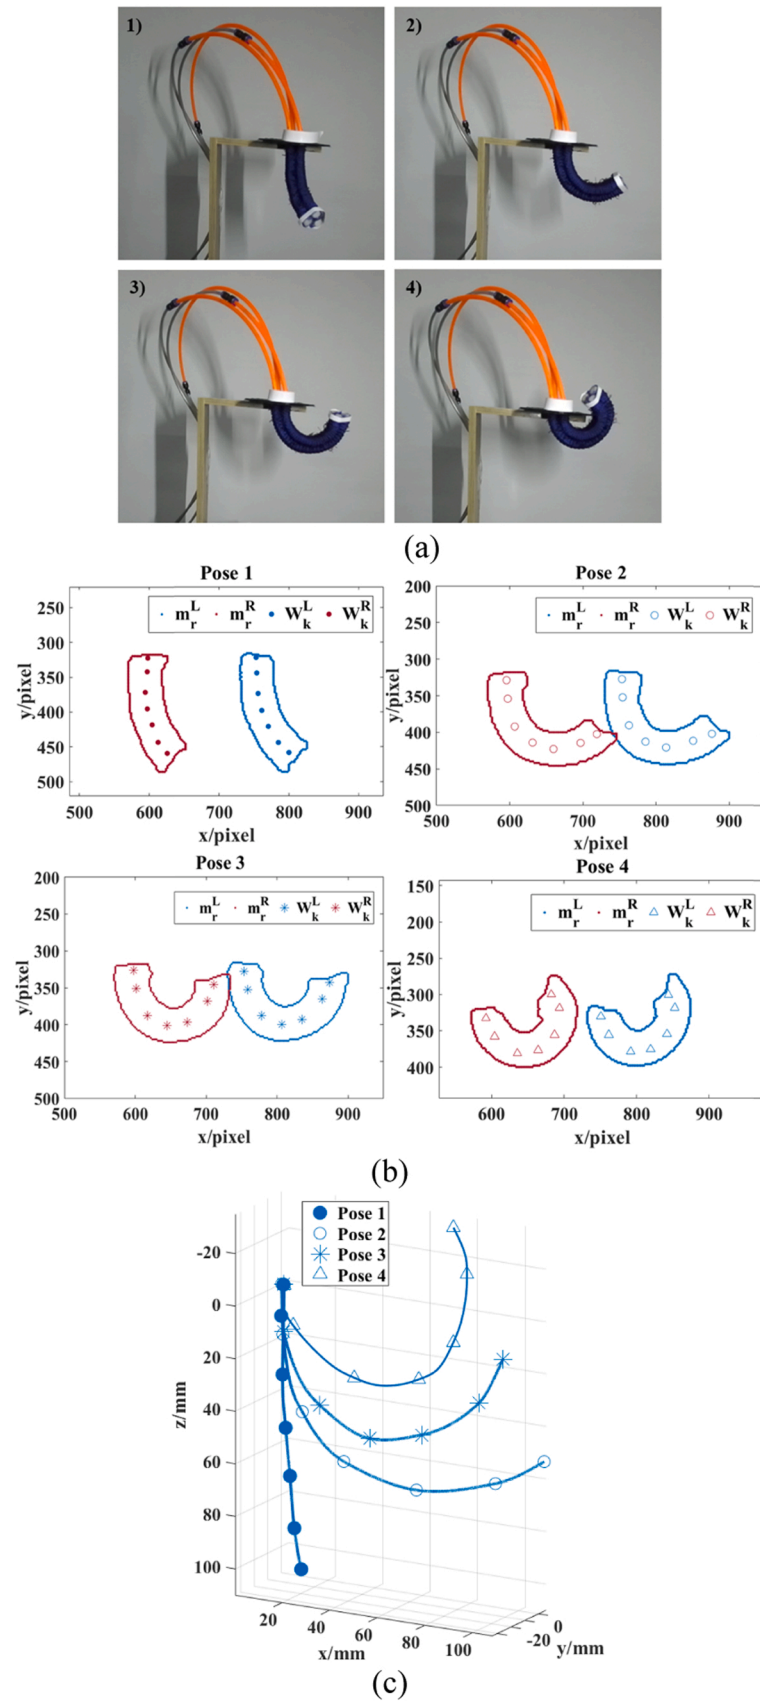 1)
2)
3)
4)
(a)
Pose 1
m_r^L m_r^R W_k^L W_k^R
250
300
350
400
450
500
y/pixel
500 600 700 800 900
x/pixel
Pose 2
m_r^L m_r^R W_k^L W_k^R
200
250
300
350
400
450
500
y/pixel
500 600 700 800 900
x/pixel
Pose 3
m_r^L m_r^R W_k^L W_k^R
200
250
300
350
400
450
500
y/pixel
500 600 700 800 900
x/pixel
Pose 4
m_r^L m_r^R W_k^L W_k^R
150
200
250
300
350
400
y/pixel
600 700 800 900
x/pixel
(b)
Pose 1
Pose 2
Pose 3
Pose 4
-20
0
20
40
60
80
100
z/mm
20 40 60 80 100
x/mm
0
-20
y/mm
(c)